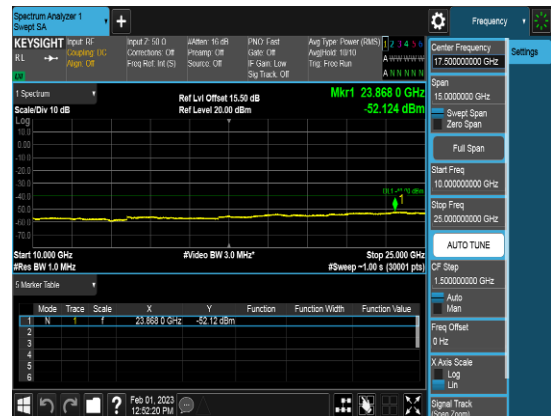 Spectrum Analyzer 1
Swept SA
+
Frequency
KEYSIGHT
RL
Input: RF
Coupling: DC
Align: Off
Input Z: 50 Ω
Corrections: Off
Freq Ref: Int (S)
#Atten: 16 dB
Preamp: Off
Source: Off
PNO: Fast
Gate: Off
IF Gain: Low
Sig Track: Off
Avg Type: Power (RMS)
Avg|Hold: 10/10
Trig: Free Run
1 2 3 4 5 6
A W W W W W
A N N N N N
1 Spectrum
Scale/Div 10 dB
Ref Lvl Offset 15.50 dB
Ref Level 20.00 dBm
Mkr1 23.868 0 GHz
-52.124 dBm
Log
10.0
0.00
-10.0
-20.0
-30.0
-40.0
-50.0
-60.0
-70.0
1
Start 10.000 GHz
#Res BW 1.0 MHz
#Video BW 3.0 MHz*
Stop 25.000 GHz
#Sweep ~1.00 s (30001 pts)
5 Marker Table
Mode Trace Scale X Y Function Function Width Function Value
1 N 1 f 23.868 0 GHz -52.12 dBm
2
3
4
5
6
Feb 01, 2023
12:52:20 PM
?
Center Frequency
17.500000000 GHz
Span
15.0000000 GHz
Swept Span
Zero Span
Full Span
Start Freq
10.000000000 GHz
Stop Freq
25.000000000 GHz
AUTO TUNE
CF Step
1.500000000 GHz
Auto
Man
Freq Offset
0 Hz
X Axis Scale
Log
Lin
Signal Track
(Span Zoom)
Settings